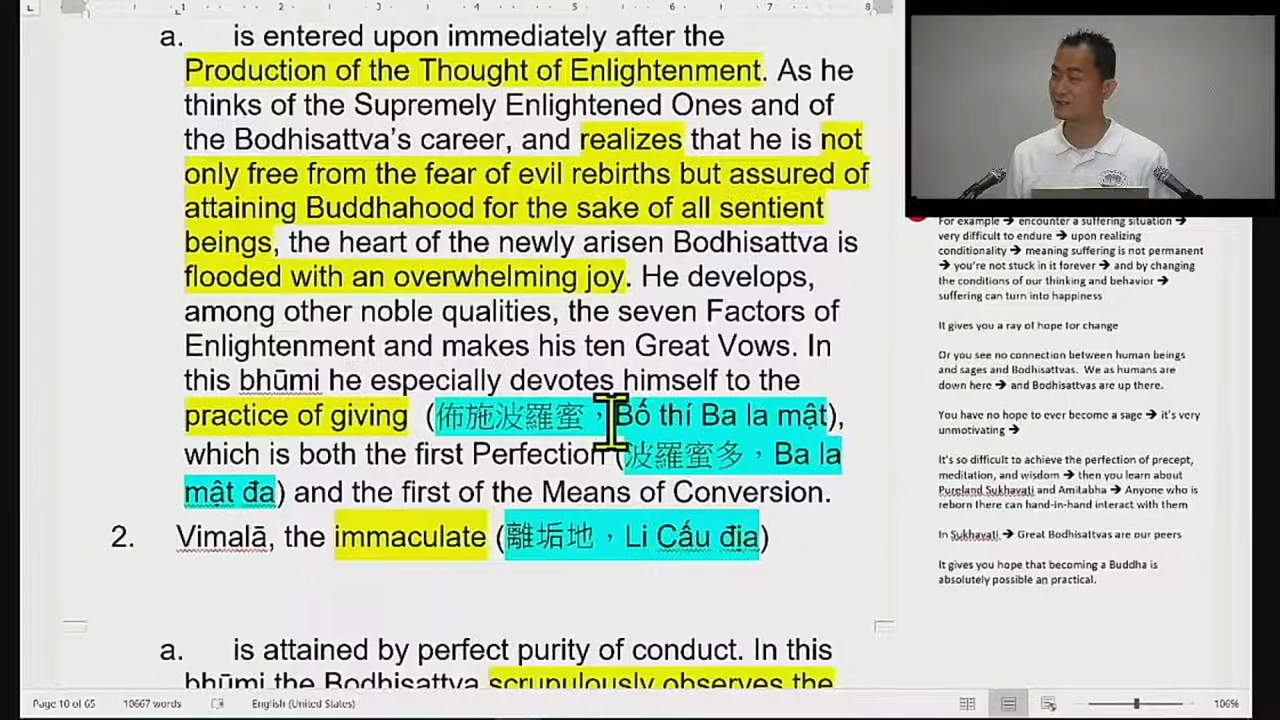 1 2 3 4 5 6 7 8
a. is entered upon immediately after the
Production of the Thought of Enlightenment. As he
thinks of the Supremely Enlightened Ones and of
the Bodhisattva's career, and realizes that he is not
only free from the fear of evil rebirths but assured of
attaining Buddhahood for the sake of all sentient
beings, the heart of the newly arisen Bodhisattva is
flooded with an overwhelming joy. He develops,
among other noble qualities, the seven Factors of
Enlightenment and makes his ten Great Vows. In
this bhūmi he especially devotes himself to the
practice of giving (佈施波羅蜜，Bố thí Ba la mật),
which is both the first Perfection (波羅蜜多，Ba la
mật đa) and the first of the Means of Conversion.
2. Vimalā, the immaculate (離垢地，Li Cấu địa)
a. is attained by perfect purity of conduct. In this
bhūmi the Bodhisattva scrupulously observes the
For example → encounter a suffering situation →
very difficult to endure → upon realizing
conditionality → meaning suffering is not permanent
→ you're not stuck in it forever → and by changing
the conditions of our thinking and behavior →
suffering can turn into happiness
It gives you a ray of hope for change
Or you see no connection between human beings
and sages and Bodhisattvas. We as humans are
down here → and Bodhisattvas are up there.
You have no hope to ever become a sage → it's very
unmotivating →
It's so difficult to achieve the perfection of precept,
meditation, and wisdom → then you learn about
Pureland Sukhavati and Amitabha → Anyone who is
reborn there can hand-in-hand interact with them
In Sukhavati → Great Bodhisattvas are our peers
It gives you hope that becoming a Buddha is
absolutely possible an practical.
Page 10 of 65 10667 words English (United States) 106%